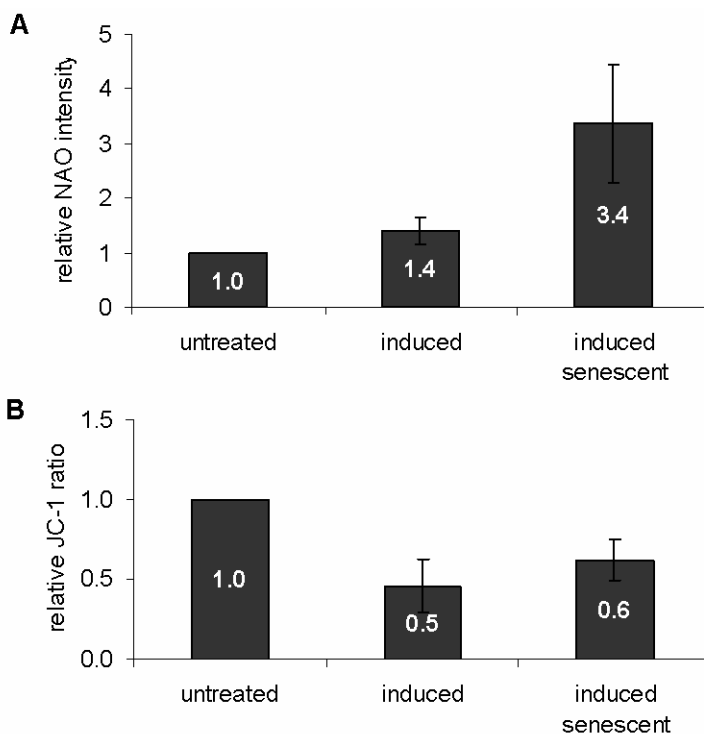 A
relative NAO intensity
5
4
3
2
1
0
1.0
1.4
3.4
untreated
induced
induced
senescent
B
relative JC-1 ratio
1.5
1.0
0.5
0.0
1.0
0.5
0.6
untreated
induced
induced
senescent